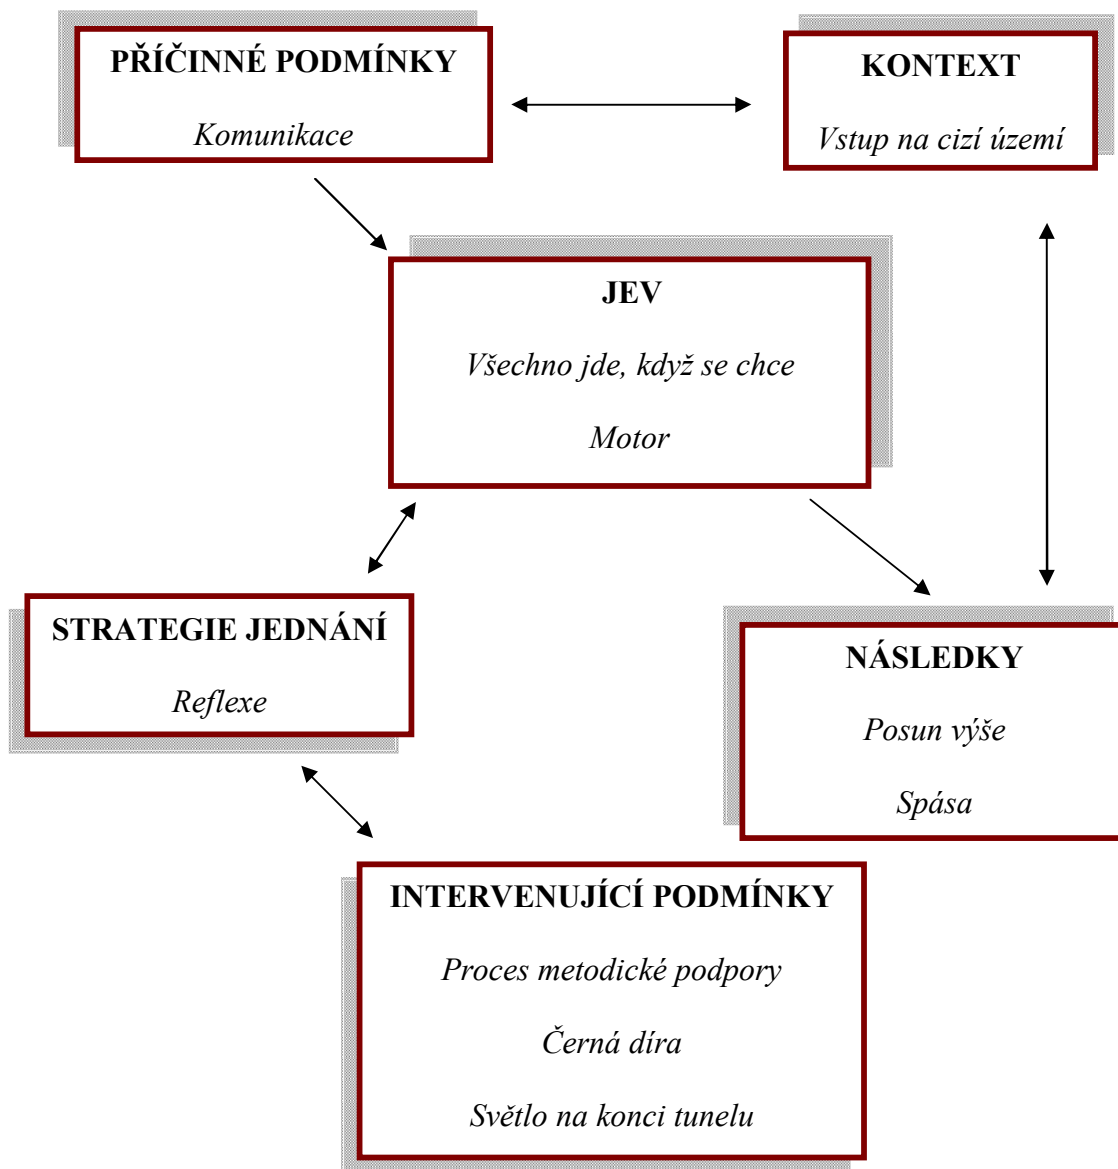 PŘÍČINNÉ PODMÍNKY
Komunikace
KONTEXT
Vstup na cizí území
JEV
Všechno jde, když se chce
Motor
STRATEGIE JEDNÁNÍ
Reflexe
NÁSLEDKY
Posun výše
Spása
INTERVENUJÍCÍ PODMÍNKY
Proces metodické podpory
Černá díra
Světlo na konci tunelu